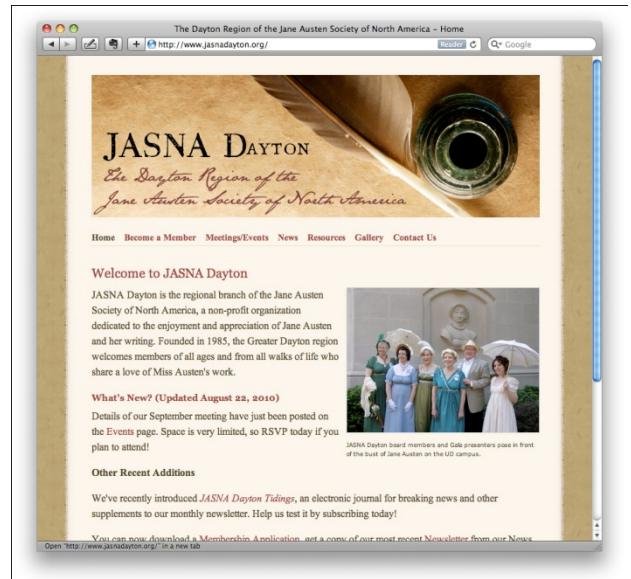 The Dayton Region of the Jane Austen Society of North America – Home
http://www.jasnadayton.org/
Reader
Google
JASNA DAYTON
The Dayton Region of the
Jane Austen Society of North America
Home Become a Member Meetings/Events News Resources Gallery Contact Us
Welcome to JASNA Dayton
JASNA Dayton is the regional branch of the Jane Austen
Society of North America, a non-profit organization
dedicated to the enjoyment and appreciation of Jane Austen
and her writing. Founded in 1985, the Greater Dayton region
welcomes members of all ages and from all walks of life who
share a love of Miss Austen's work.
JASNA Dayton board members and Gala presenters pose in front
of the bust of Jane Austen on the UD campus.
What's New? (Updated August 22, 2010)
Details of our September meeting have just been posted on
the Events page. Space is very limited, so RSVP today if you
plan to attend!
Other Recent Additions
We've recently introduced JASNA Dayton Tidings, an electronic journal for breaking news and other
supplements to our monthly newsletter. Help us test it by subscribing today!
You can now download a Membership Application, get a copy of our most recent Newsletter from our News
Open "http://www.jasnadayton.org/" in a new tab